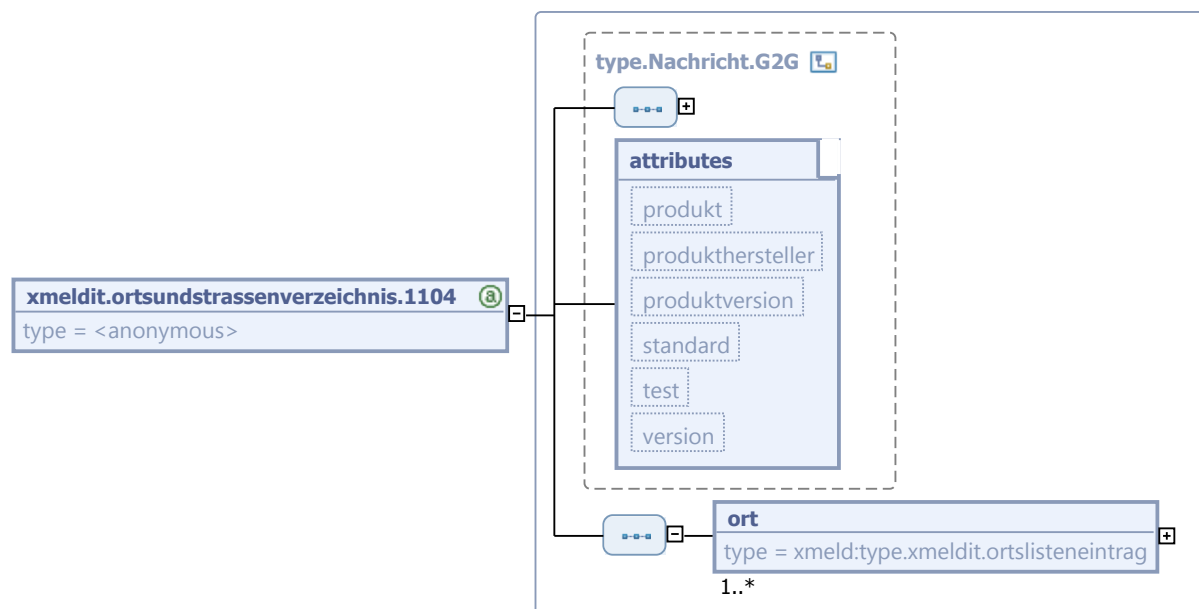 type.Nachricht.G2G
attributes
produkt
produkthersteller
produktversion
standard
test
version
xmeldit.ortsundstrassenverzeichnis.1104 a
type = <anonymous>
ort
type = xmeld:type.xmeldit.ortslisteneintrag
1..*